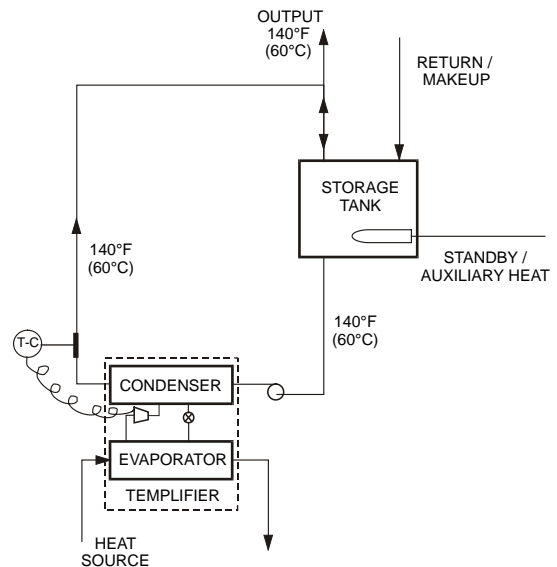 OUTPUT
140°F
(60°C)
RETURN /
MAKEUP
STORAGE
TANK
STANDBY /
AUXILIARY HEAT
140°F
(60°C)
140°F
(60°C)
T-C
CONDENSER
EVAPORATOR
TEMPLIFIER
HEAT
SOURCE